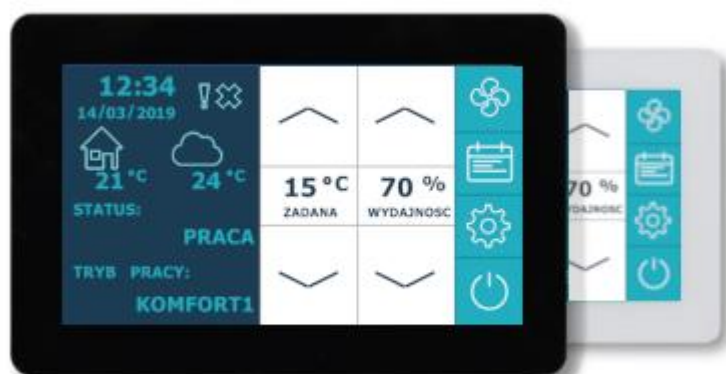 12:34
14/03/2019
21 °C
24 °C
STATUS:
PRACA
TRYB PRACY:
KOMFORT1
15 °C
ZADANA
70 %
WYDAJNOSC
70 %